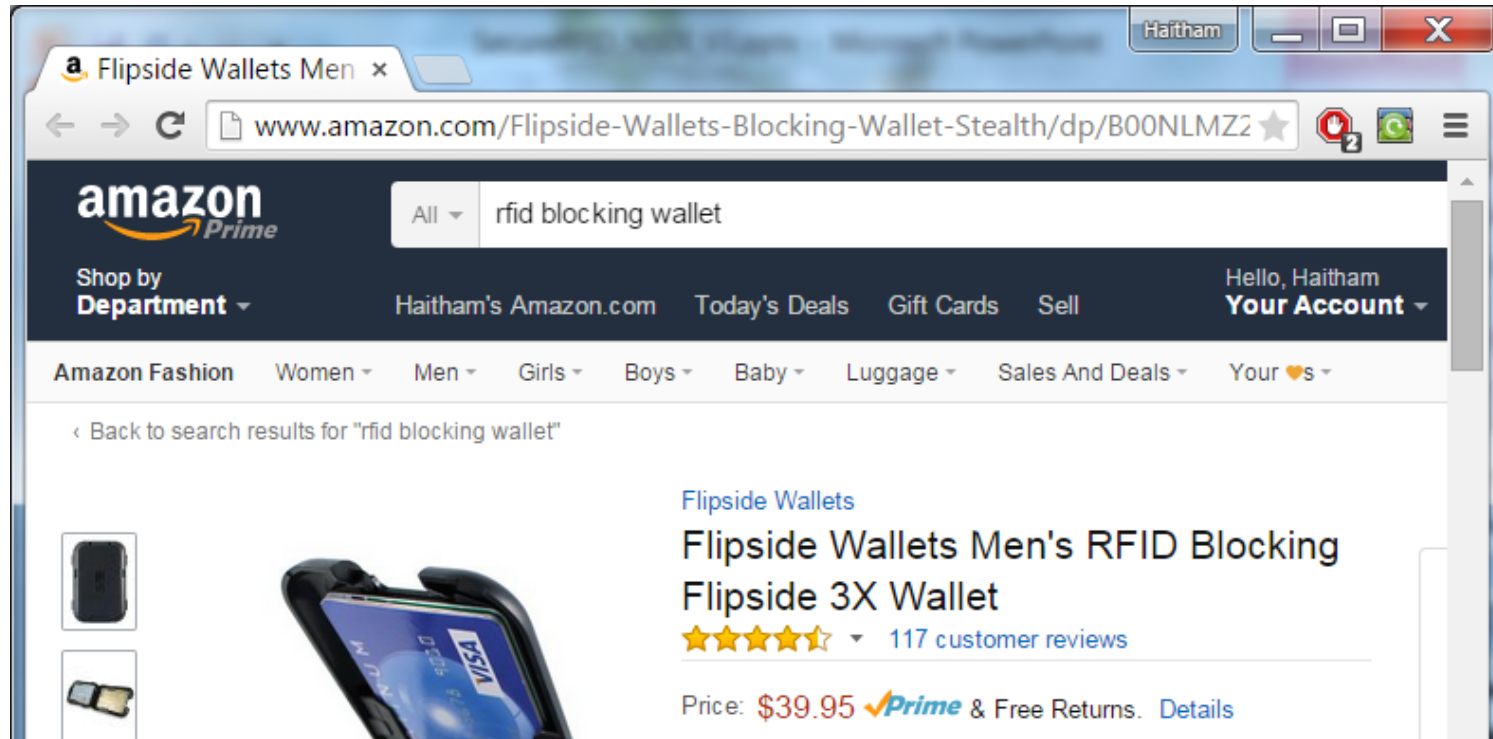 Haitham
Flipside Wallets Men
www.amazon.com/Flipside-Wallets-Blocking-Wallet-Stealth/dp/B00NLMZ2
2
amazon
Prime
All
rfid blocking wallet
Shop by
Department
Haitham's Amazon.com Today's Deals Gift Cards Sell
Hello, Haitham
Your Account
Amazon Fashion Women Men Girls Boys Baby Luggage Sales And Deals Your 🧡s
‹ Back to search results for "rfid blocking wallet"
Flipside Wallets
Flipside Wallets Men's RFID Blocking
Flipside 3X Wallet
117 customer reviews
Price: $39.95 Prime & Free Returns. Details
VISA